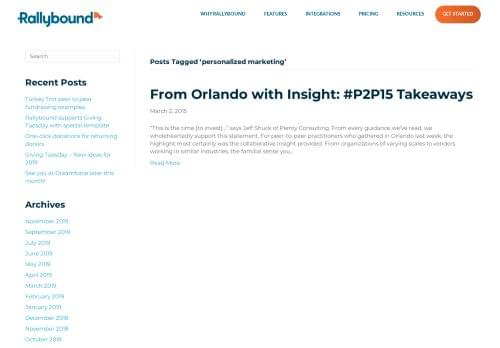 Rallybound
WHY RALLYBOUND
FEATURES
INTEGRATIONS
PRICING
RESOURCES
GET STARTED
Search
Recent Posts
Turkey Trot peer to peer
fundraising examples
Rallybound supports Giving
Tuesday with special template
One-click donations for returning
donors
Giving Tuesday – New ideas for
2019
See you at Dreamforce later this
month!
Archives
November 2019
September 2019
July 2019
June 2019
May 2019
April 2019
March 2019
February 2019
January 2019
December 2018
November 2018
October 2018
Posts Tagged ‘personalized marketing’
From Orlando with Insight: #P2P15 Takeaways
March 2, 2015
“This is the time [to invest]…” says Jeff Shuck of Plenty Consulting. From every guidance we’ve read, we
wholeheartedly support this statement. For peer-to-peer practitioners who gathered in Orlando last week, the
highlight most certainly was the collaborative insight provided. From organizations of varying scales to vendors
working in similar industries, the familial sense you…
Read More